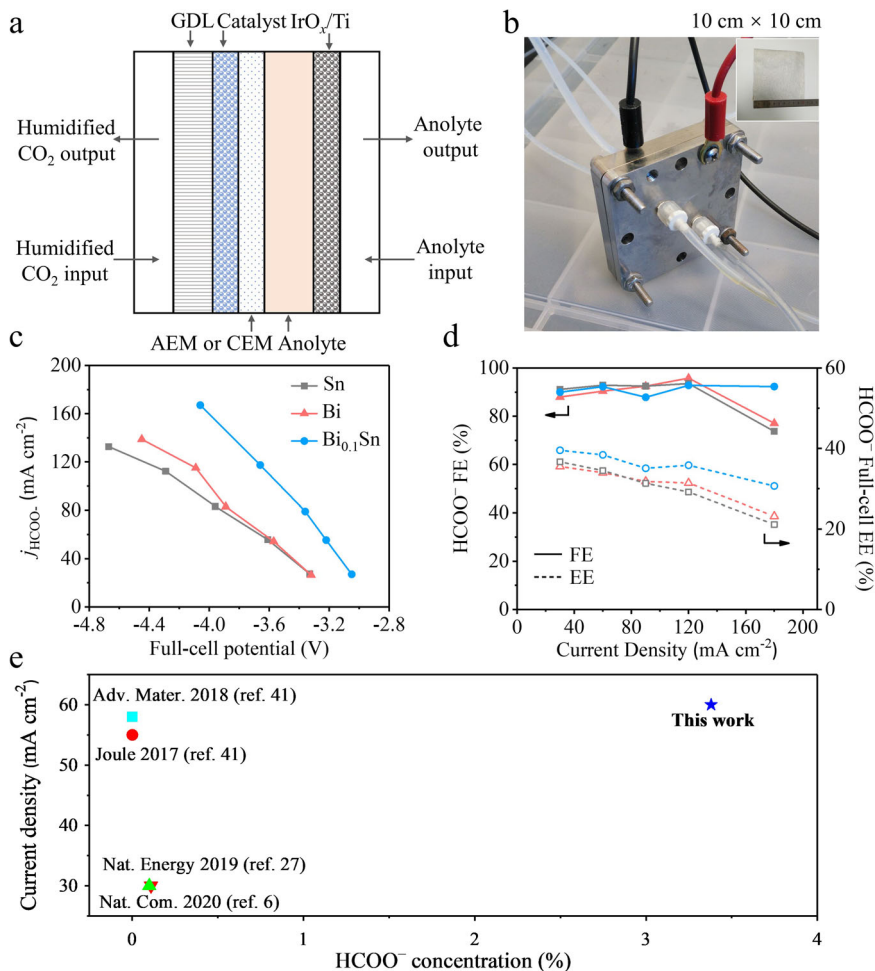 a
GDL Catalyst IrOₓ/Ti
Humidified
CO₂ output
Humidified
CO₂ input
Anolyte
output
Anolyte
input
AEM or CEM Anolyte
b
10 cm × 10 cm
c
200
160
120
80
40
0
j_HCOO- (mA cm⁻²)
Sn
Bi
Bi₀.₁Sn
-4.8 -4.4 -4.0 -3.6 -3.2 -2.8
Full-cell potential (V)
d
100
80
60
40
20
0
HCOO⁻ FE (%)
FE
EE
60
40
20
0
HCOO⁻ Full-cell EE (%)
0 40 80 120 160 200
Current Density (mA cm⁻²)
e
60
50
40
30
Current density (mA cm⁻²)
Adv. Mater. 2018 (ref. 41)
Joule 2017 (ref. 41)
This work
Nat. Energy 2019 (ref. 27)
Nat. Com. 2020 (ref. 6)
0 1 2 3 4
HCOO⁻ concentration (%)